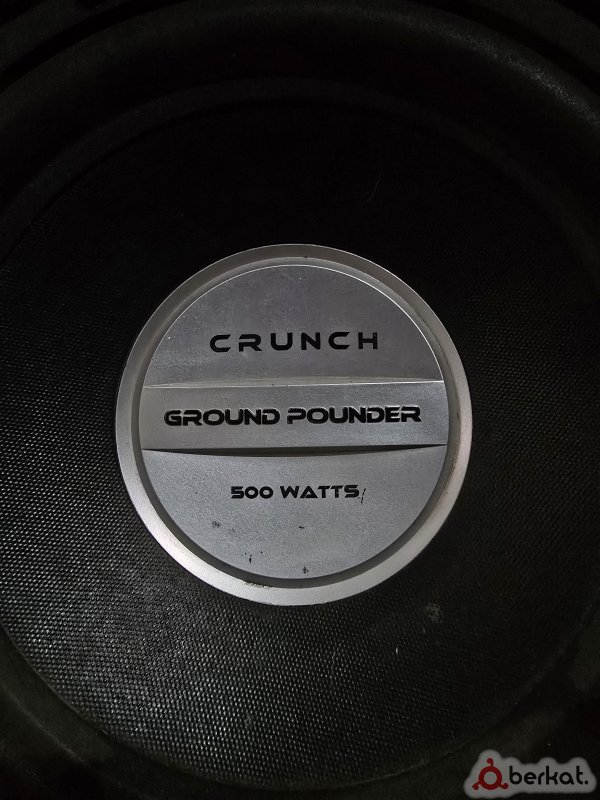 CRUNCH
GROUND POUNDER
500 WATTS
berkat.